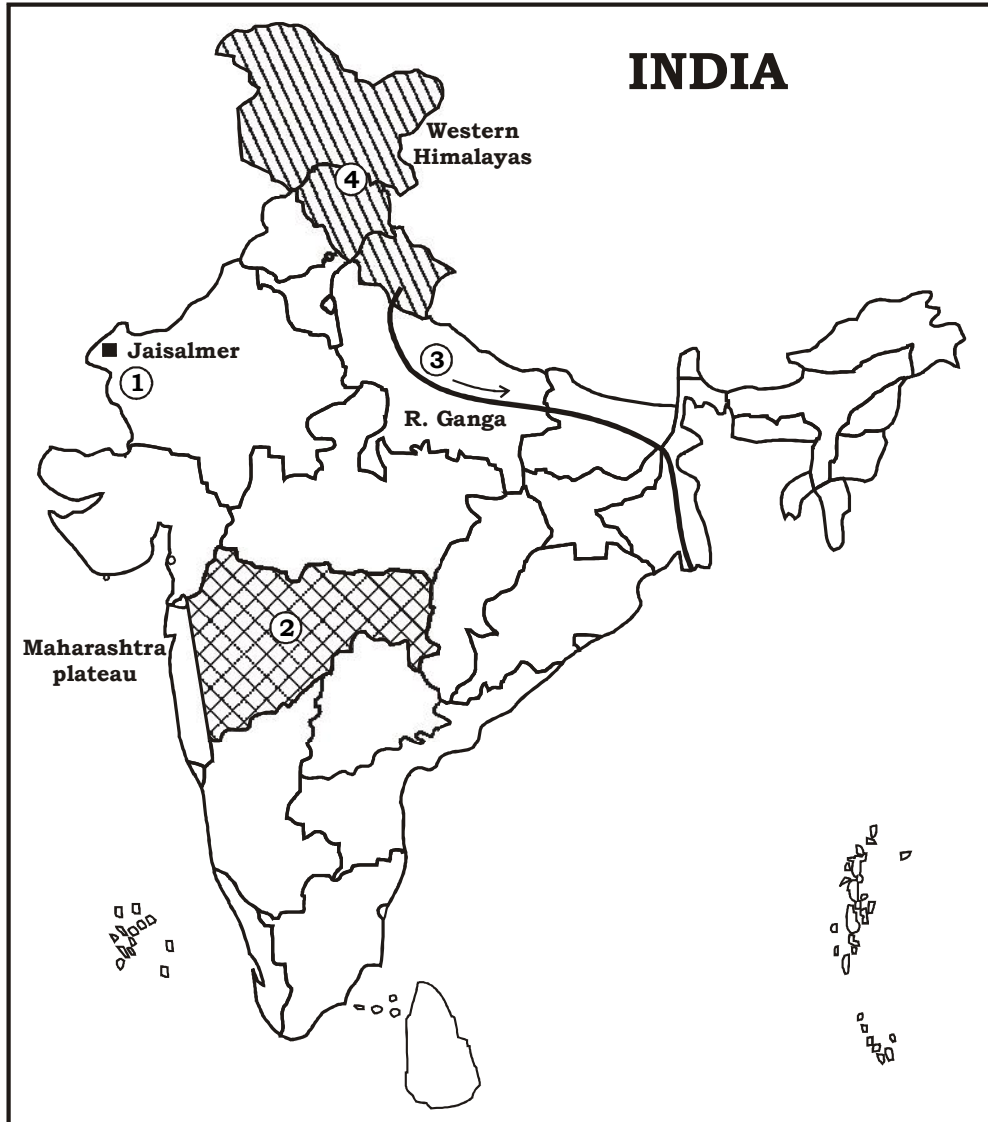 INDIA
Western
Himalayas
4
3
Jaisalmer
1
R. Ganga
2
Maharashtra
plateau